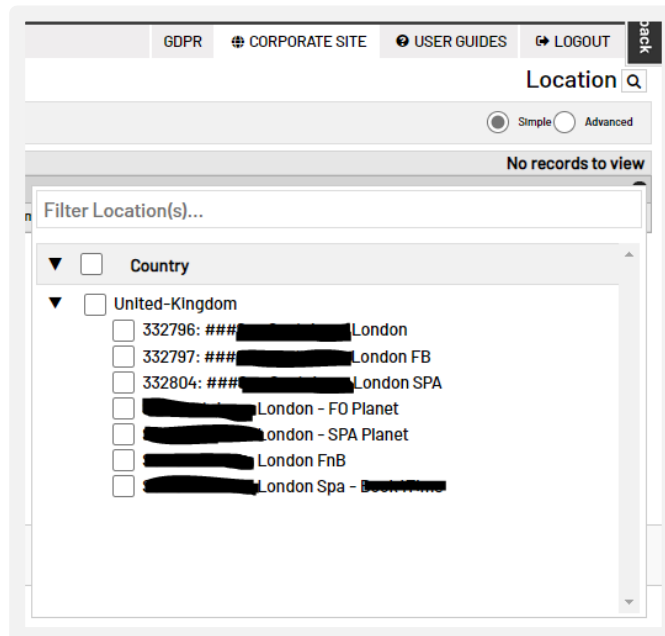 GDPR CORPORATE SITE USER GUIDES LOGOUT
Location
Simple Advanced
No records to view
Filter Location(s)...
Country
United-Kingdom
332796: ### London
332797: ### London FB
332804: ### London SPA
London - FO Planet
London - SPA Planet
London FnB
London Spa -